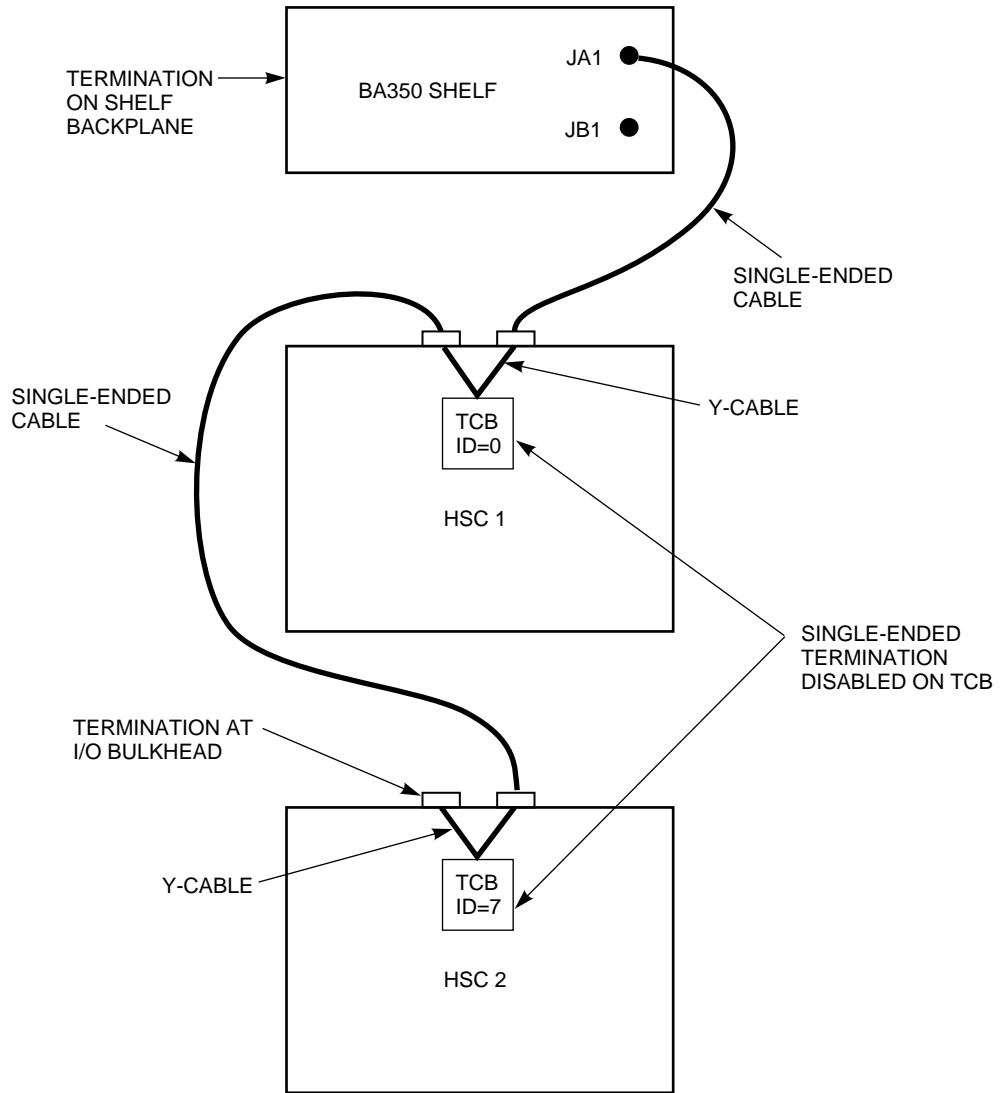 JA1
TERMINATION
ON SHELF
BACKPLANE
BA350 SHELF
JB1
SINGLE-ENDED
CABLE
SINGLE-ENDED
CABLE
Y-CABLE
TCB
ID=0
HSC 1
SINGLE-ENDED
TERMINATION
DISABLED ON TCB
TERMINATION AT
I/O BULKHEAD
Y-CABLE
TCB
ID=7
HSC 2